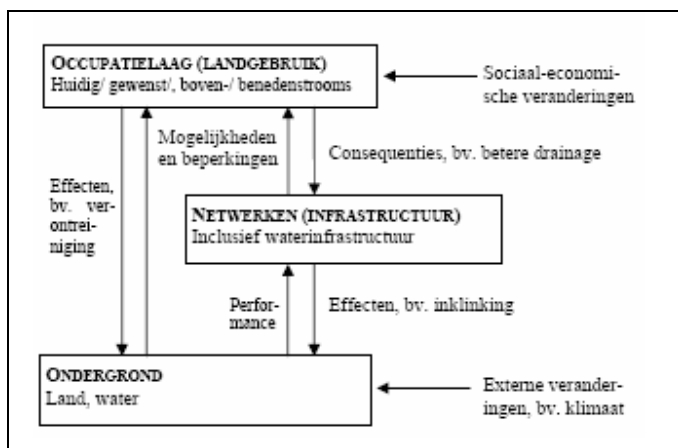 OCCUPATIELAAG (LANDGEBRUIK)
Huidig/ gewenst/, boven-/ benedenstrooms
Sociaal-economi-
sche veranderingen
Mogelijkheden
en beperkingen
Consequenties, bv. betere drainage
Effecten,
bv. ver-
ontrei-
niging
NETWERKEN (INFRASTRUCTUUR)
Inclusief waterinfrastructuur
Perfor-
mance
Effecten, bv. inklinking
ONDERGROND
Land, water
Externe verander-
ingen, bv. klimaat